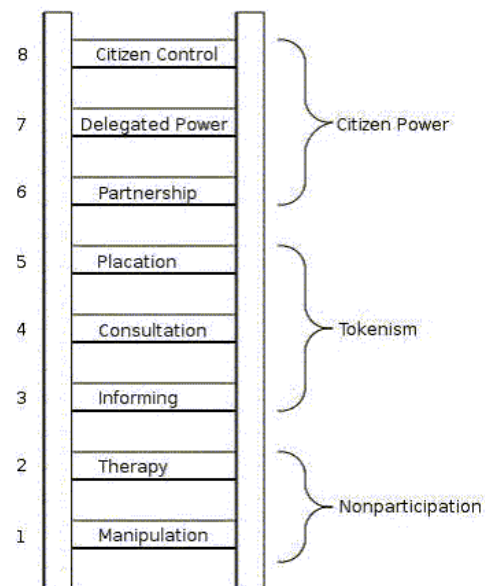 8 Citizen Control
7 Delegated Power
Citizen Power
6 Partnership
5 Placation
4 Consultation
Tokenism
3 Informing
2 Therapy
Nonparticipation
1 Manipulation